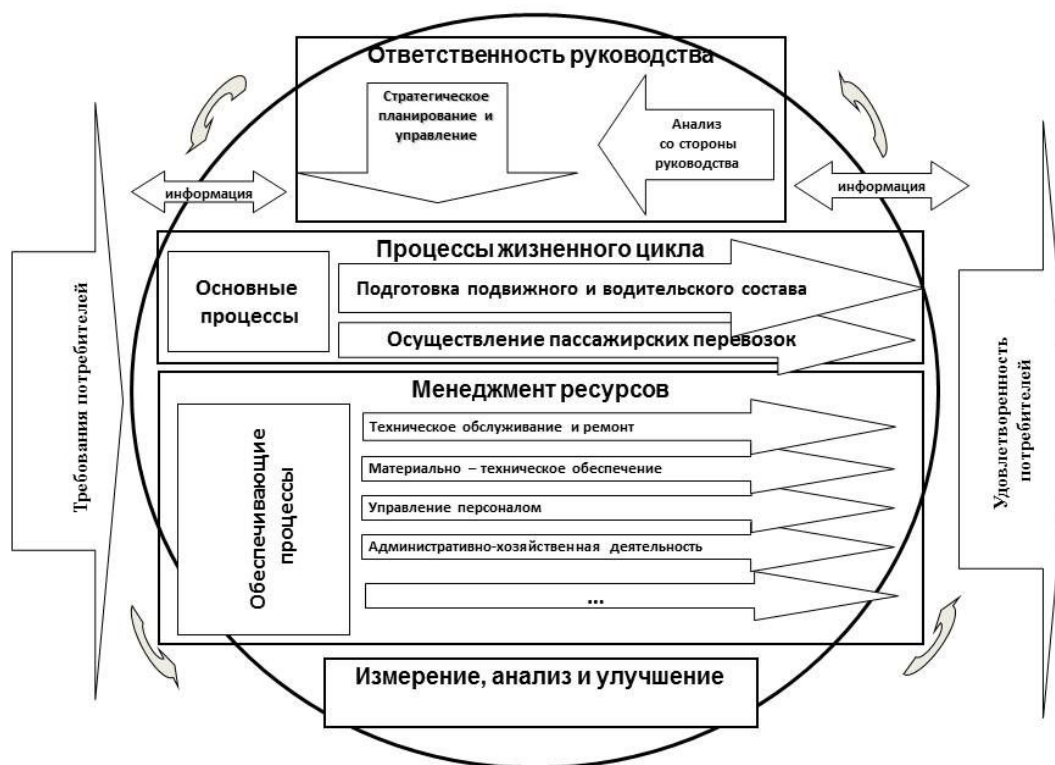 Ответственность руководства
Стратегическое
планирование и
управление
Анализ
со стороны
руководства
информация
информация
Требования потребителей
Процессы жизненного цикла
Основные
процессы
Подготовка подвижного и водительского состава
Осуществление пассажирских перевозок
Менеджмент ресурсов
Обеспечивающие
процессы
Техническое обслуживание и ремонт
Материально – техническое обеспечение
Управление персоналом
Административно-хозяйственная деятельность
...
Удовлетворенность
потребителей
Измерение, анализ и улучшение